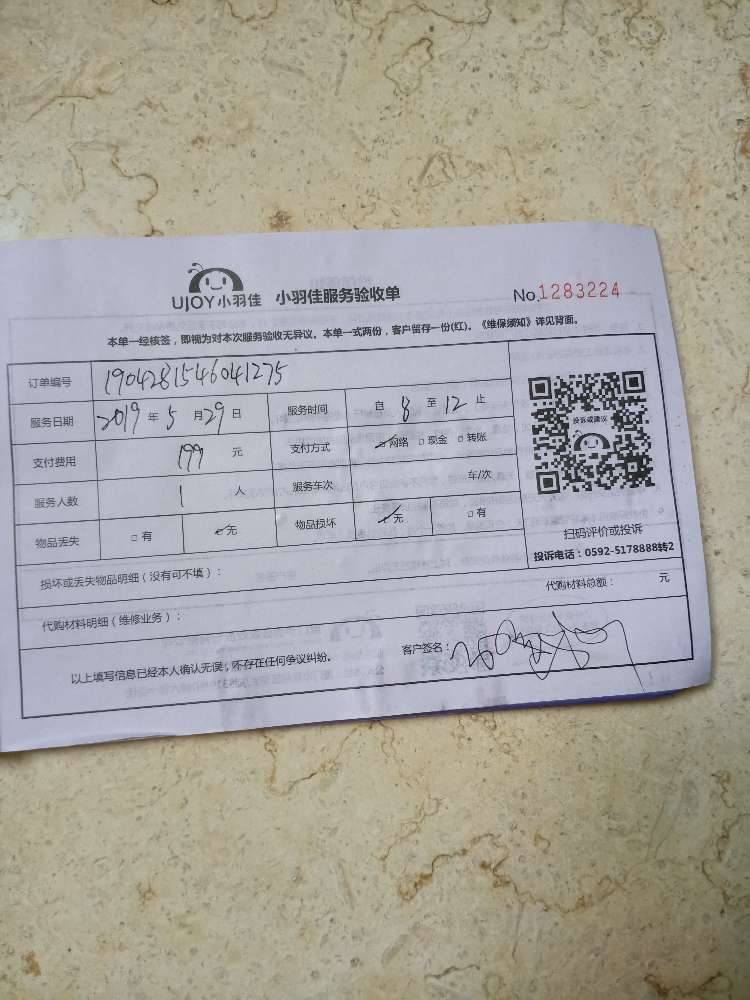 UJOY小羽佳 小羽佳服务验收单 No.1283224
本单一经核签，即视为对本次服务验收无异议。本单一式两份，客户留存一份(红)。《维保须知》详见背面。
订单编号 1904281546041275
服务日期 2019 年 5 月 29 日 服务时间 自 8 至 12 止
投诉或建议
支付费用 199 元 支付方式 ☑ 网络 □ 现金 □ 转账
服务人数 1 人 服务车次 车/次
物品丢失 □ 有 ☑ 无 物品损坏 ☑ 无 □ 有
扫码评价或投诉
投诉电话：0592-5178888转2
损坏或丢失物品明细（没有可不填）：
代购材料明细（维修业务）： 代购材料总额： 元
以上填写信息已经本人确认无误，不存在任何争议纠纷。 客户签名：